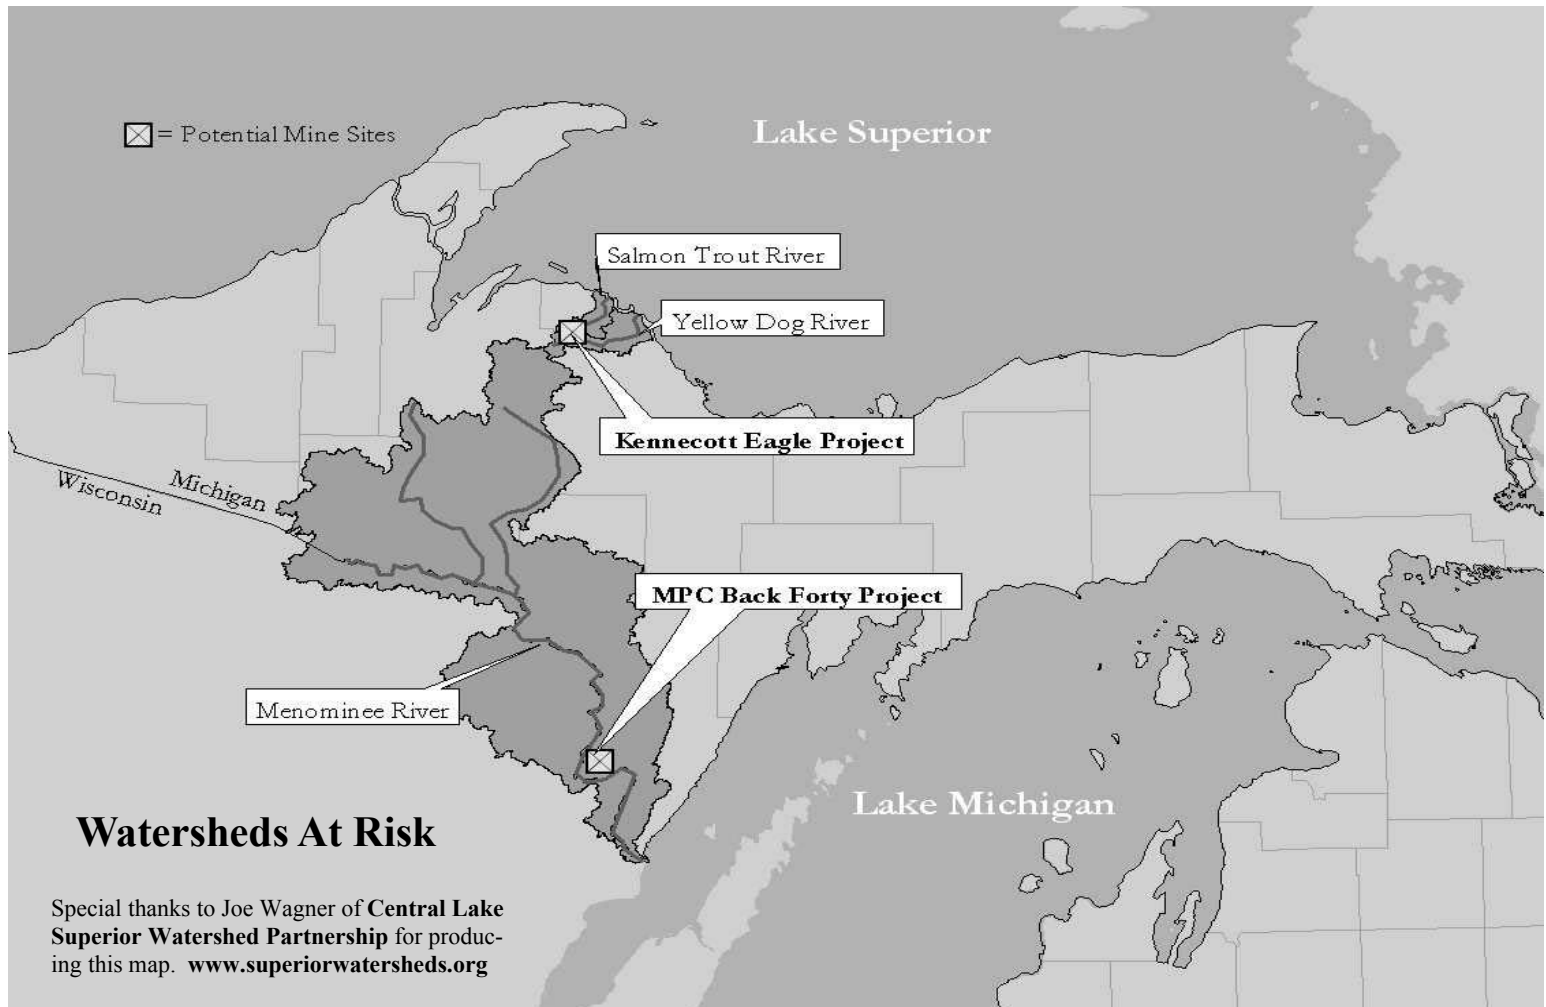 Lake Superior
= Potential Mine Sites
Salmon Trout River
Yellow Dog River
Kennecott Eagle Project
Michigan
Wisconsin
MPC Back Forty Project
Menominee River
Lake Michigan
Watersheds At Risk
Special thanks to Joe Wagner of Central Lake
Superior Watershed Partnership for produc-
ing this map. www.superiorwatersheds.org